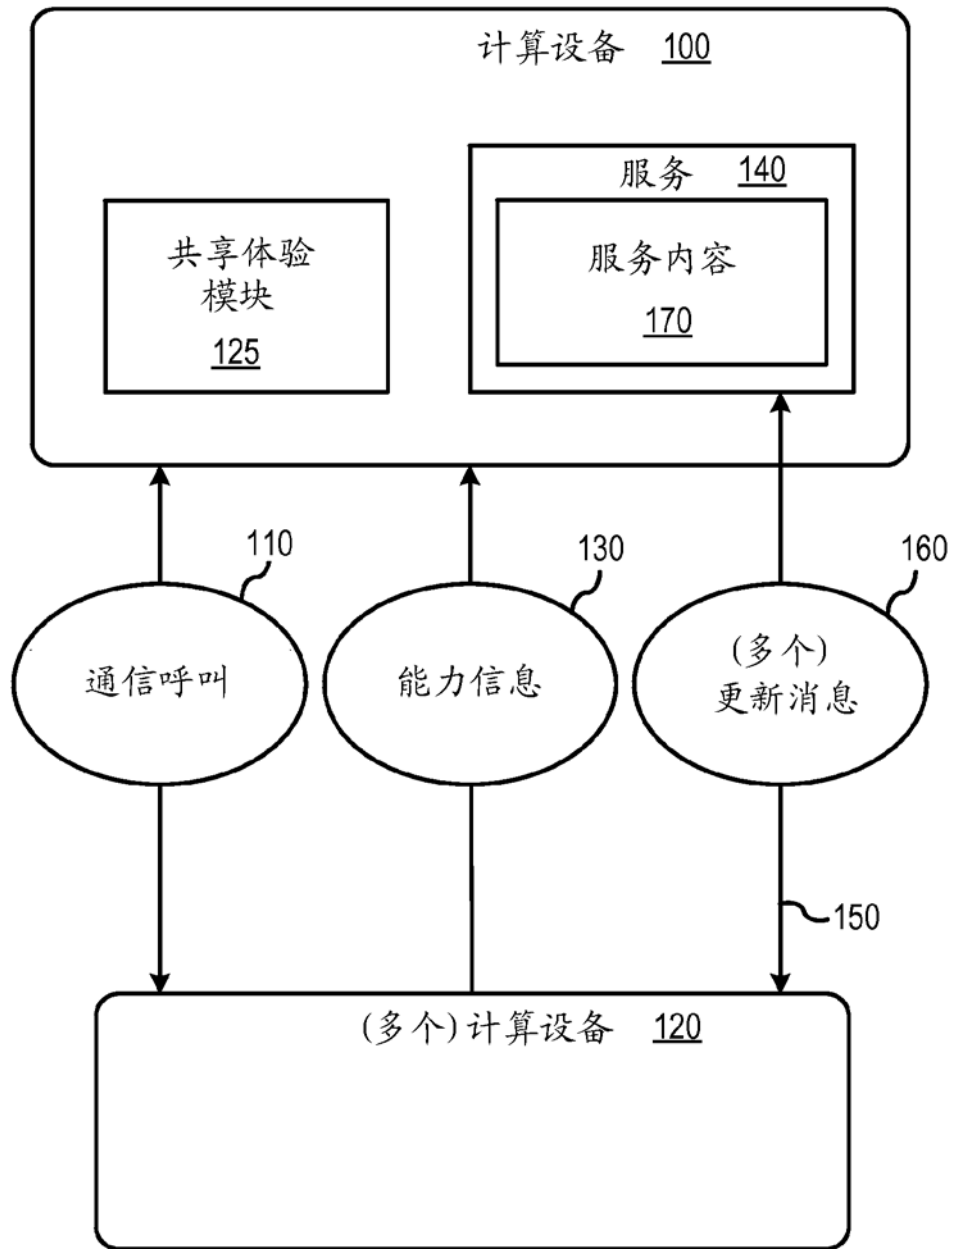 计算设备 100
服务 140
共享体验
模块
125
服务内容
170
110
130
160
通信呼叫
能力信息
(多个)
更新消息
150
(多个)计算设备 120